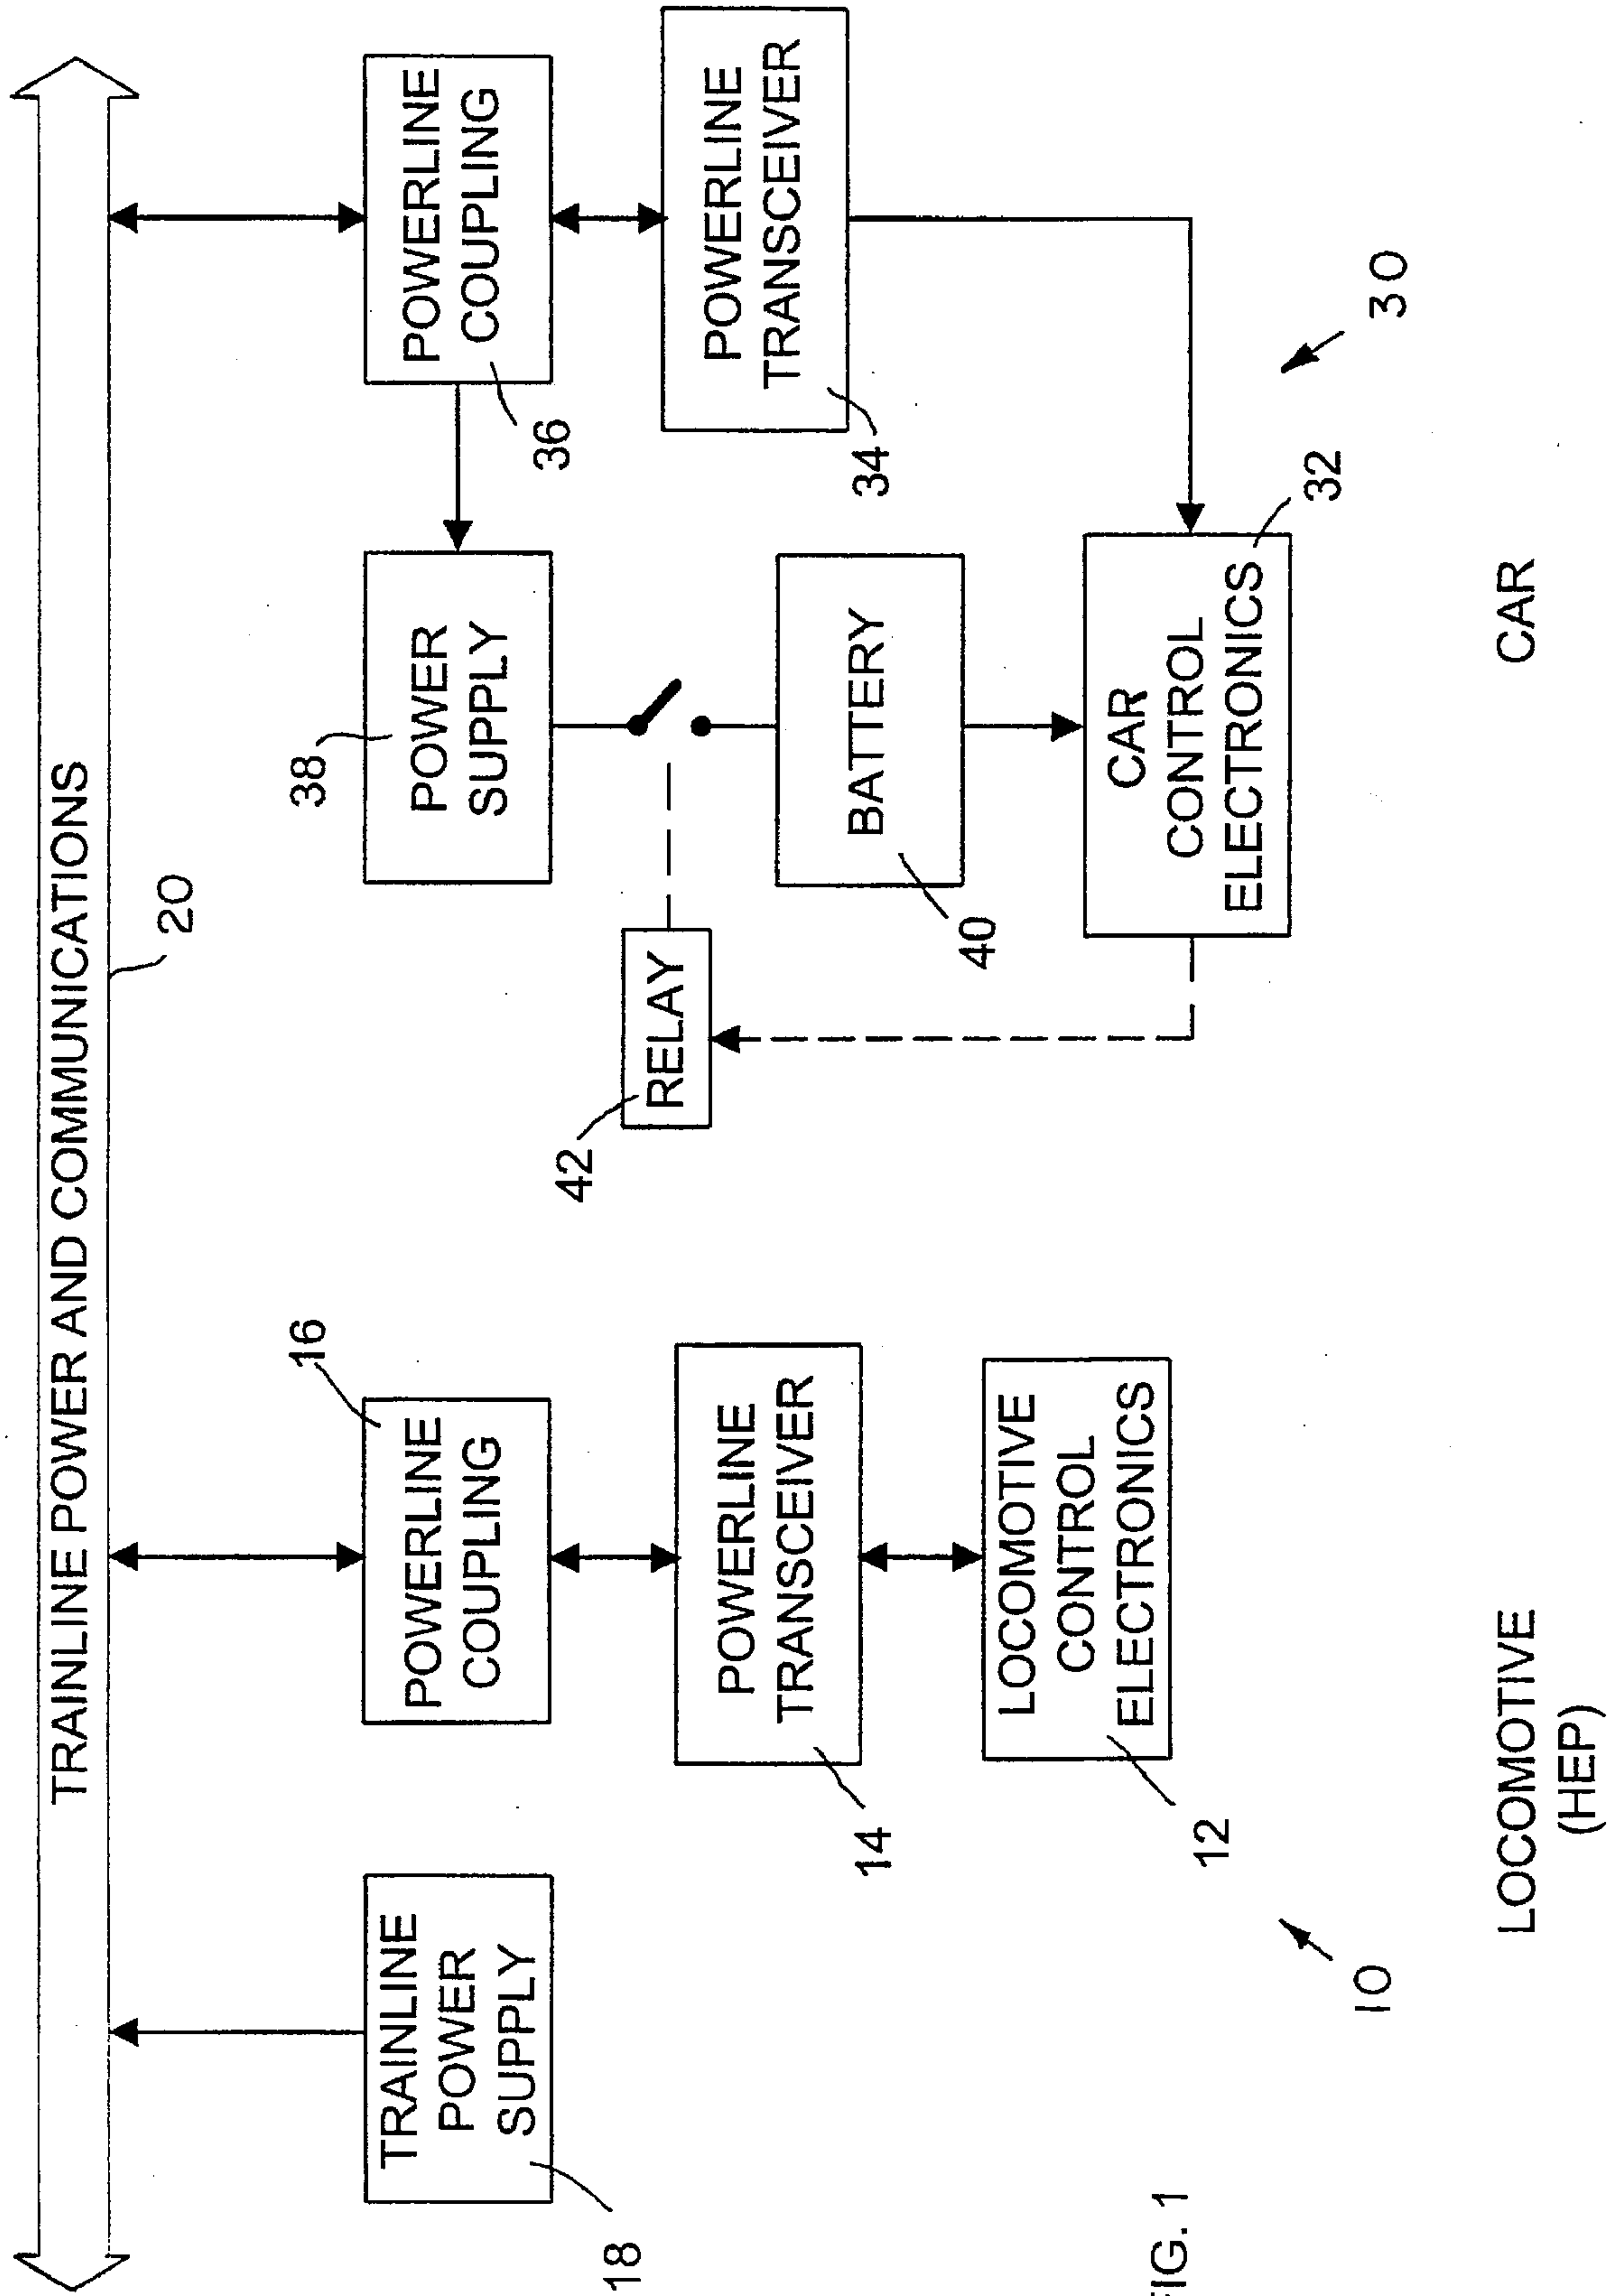 TRAINLINE POWER AND COMMUNICATIONS
20
TRAINLINE
POWER
SUPPLY
18
16
POWERLINE
COUPLING
POWERLINE
TRANSCEIVER
14
LOCOMOTIVE
CONTROL
ELECTRONICS
12
10
LOCOMOTIVE
(HEP)
38
POWER
SUPPLY
POWERLINE
COUPLING
36
42
RELAY
BATTERY
40
POWERLINE
TRANSCEIVER
34
CAR
CONTROL
ELECTRONICS
32
30
CAR
FIG. 1